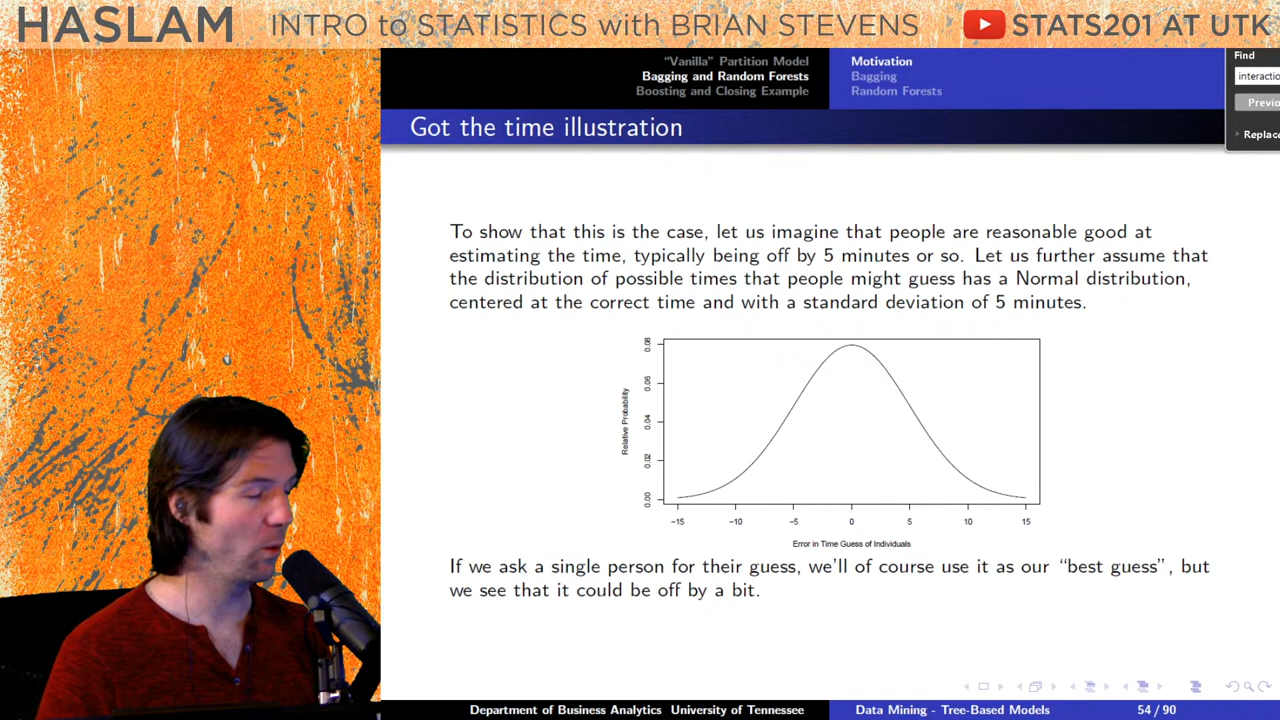 HASLAM INTRO to STATISTICS with BRIAN STEVENS STATS201 AT UTK
"Vanilla" Partition Model
Bagging and Random Forests
Boosting and Closing Example
Motivation
Bagging
Random Forests
Find
interactio
Previo
Replace
Got the time illustration
To show that this is the case, let us imagine that people are reasonable good at
estimating the time, typically being off by 5 minutes or so. Let us further assume that
the distribution of possible times that people might guess has a Normal distribution,
centered at the correct time and with a standard deviation of 5 minutes.
Relative Probability
0.08
0.06
0.04
0.02
0.00
−15 −10 −5 0 5 10 15
Error in Time Guess of Individuals
If we ask a single person for their guess, we'll of course use it as our "best guess", but
we see that it could be off by a bit.
Department of Business Analytics University of Tennessee Data Mining - Tree-Based Models 54 / 90